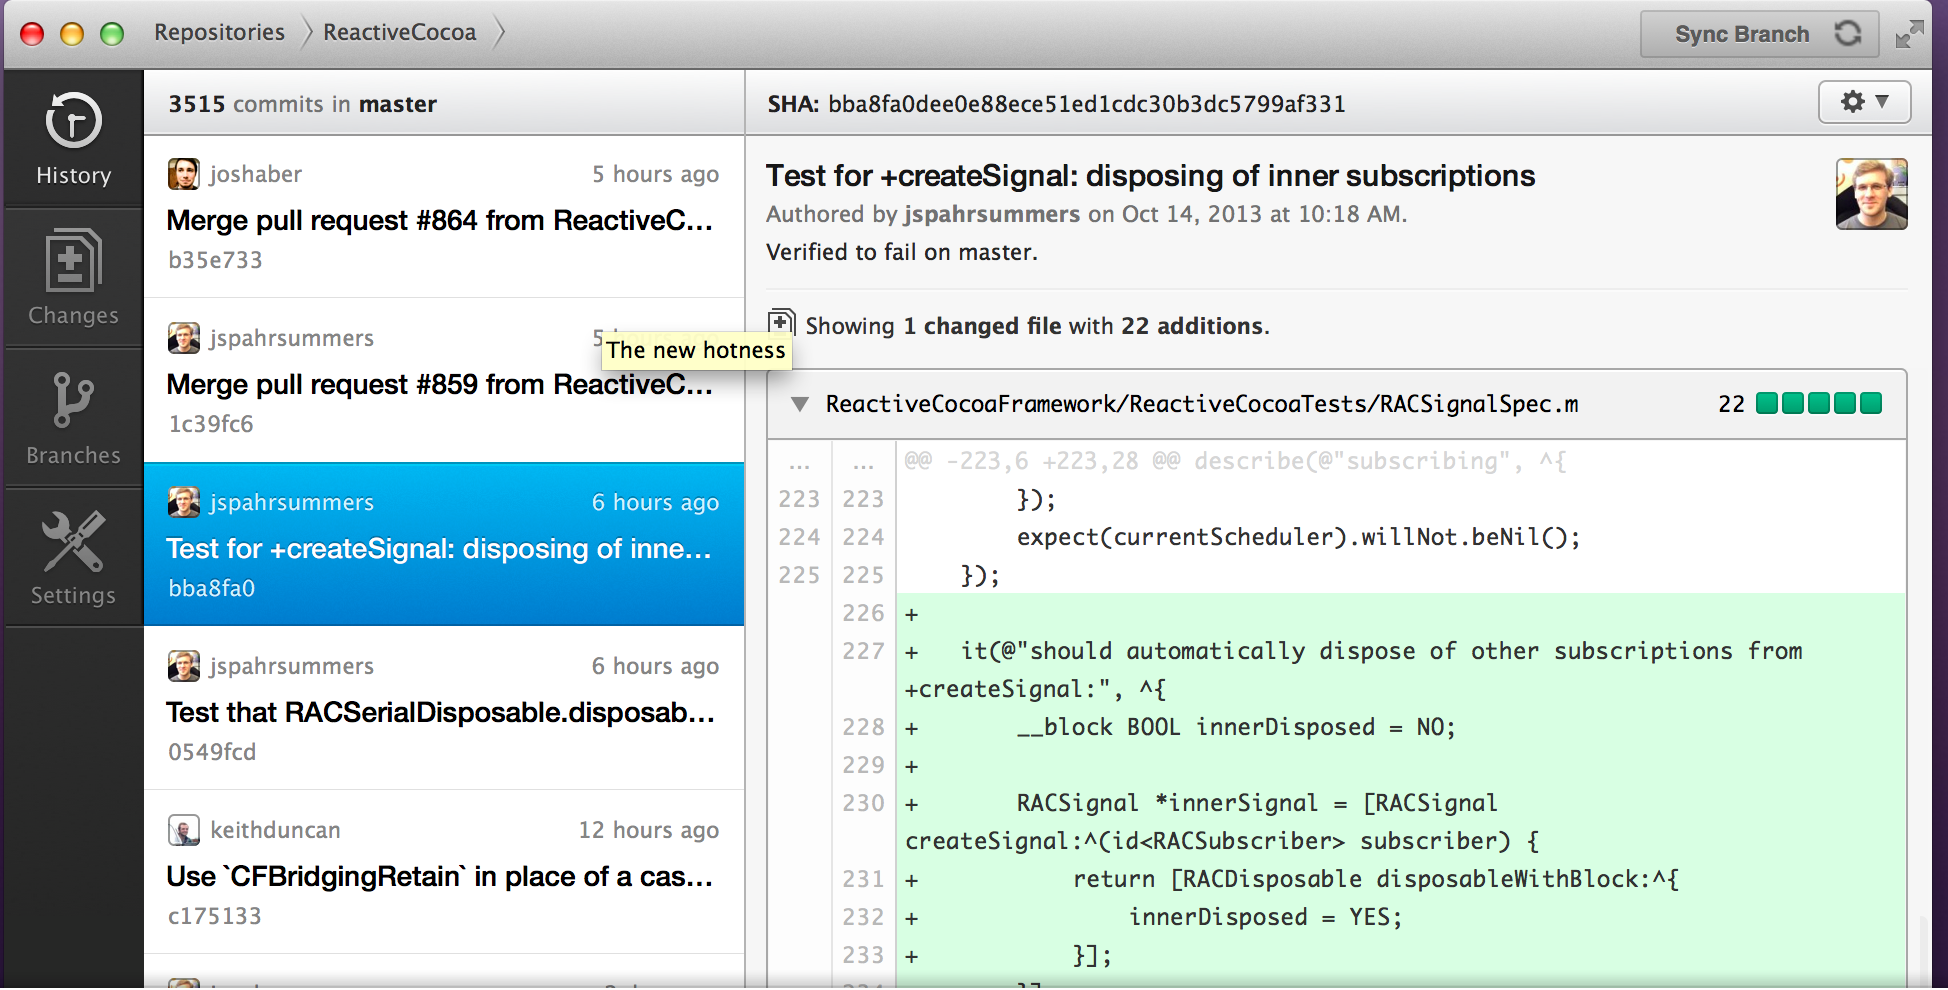 Repositories ReactiveCocoa
Sync Branch
History
Changes
Branches
Settings
3515 commits in master
joshaber 5 hours ago
Merge pull request #864 from ReactiveC...
b35e733
jspahrsummers 5
The new hotness
Merge pull request #859 from ReactiveC...
1c39fc6
jspahrsummers 6 hours ago
Test for +createSignal: disposing of inne...
bba8fa0
jspahrsummers 6 hours ago
Test that RACSerialDisposable.disposab...
0549fcd
keithduncan 12 hours ago
Use `CFBridgingRetain` in place of a cas...
c175133
SHA: bba8fa0dee0e88ece51ed1cdc30b3dc5799af331
Test for +createSignal: disposing of inner subscriptions
Authored by jspahrsummers on Oct 14, 2013 at 10:18 AM.
Verified to fail on master.
Showing 1 changed file with 22 additions.
ReactiveCocoaFramework/ReactiveCocoaTests/RACSignalSpec.m 22
... ... @@ -223,6 +223,28 @@ describe(@"subscribing", ^{
223 223 });
224 224 expect(currentScheduler).willNot.beNil();
225 225 });
226 +
227 + it(@"should automatically dispose of other subscriptions from
+createSignal:", ^{
228 + __block BOOL innerDisposed = NO;
229 +
230 + RACSignal *innerSignal = [RACSignal
createSignal:^(id<RACSubscriber> subscriber) {
231 + return [RACDisposable disposableWithBlock:^{
232 + innerDisposed = YES;
233 + }];